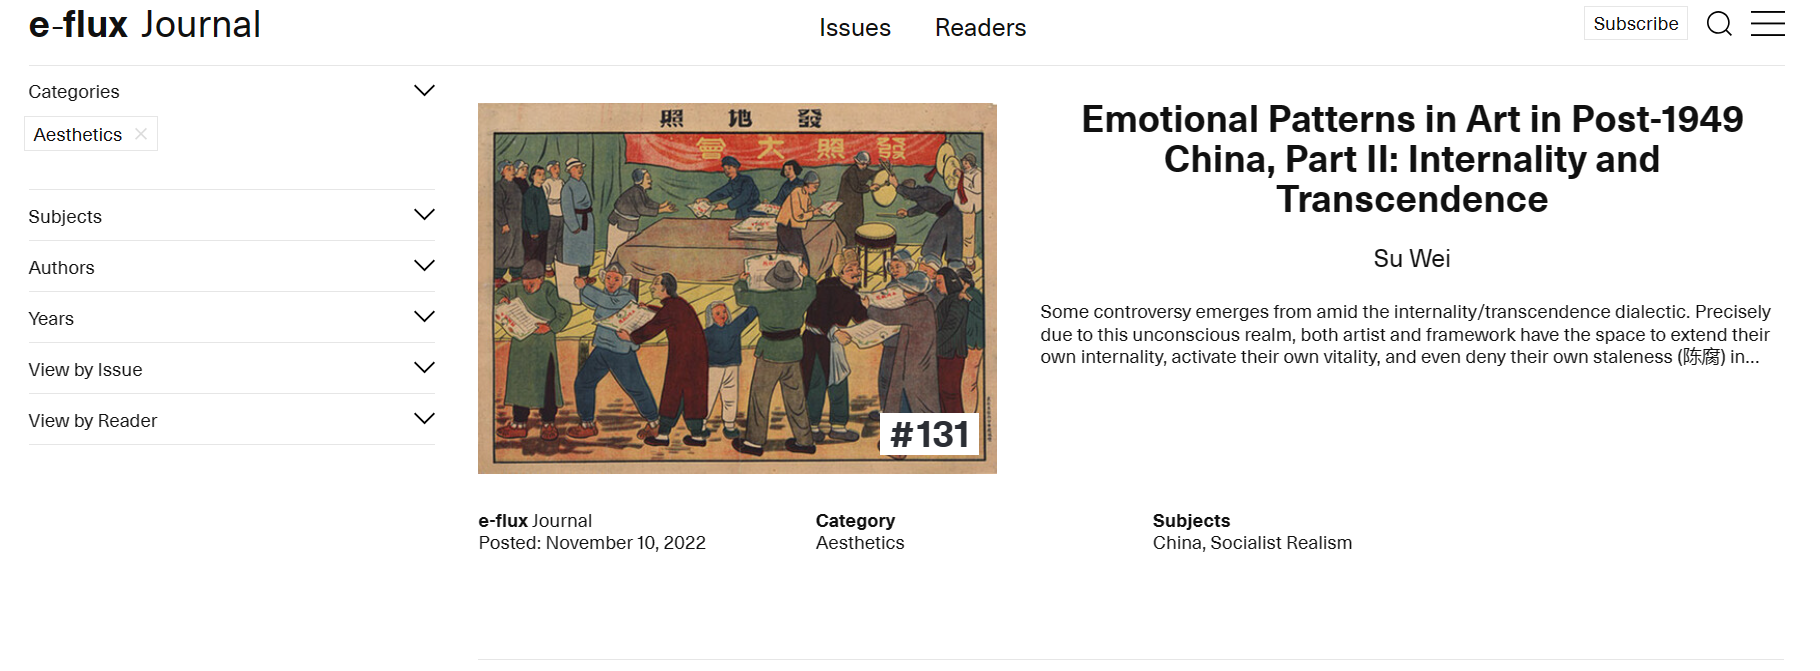 e-flux Journal
Issues
Readers
Subscribe
Categories
Aesthetics
Subjects
Authors
Years
View by Issue
View by Reader
照地發
會大照發
#131
Emotional Patterns in Art in Post-1949
China, Part II: Internality and
Transcendence
Su Wei
Some controversy emerges from amid the internality/transcendence dialectic. Precisely
due to this unconscious realm, both artist and framework have the space to extend their
own internality, activate their own vitality, and even deny their own staleness (陈腐) in...
e-flux Journal
Posted: November 10, 2022
Category
Aesthetics
Subjects
China, Socialist Realism